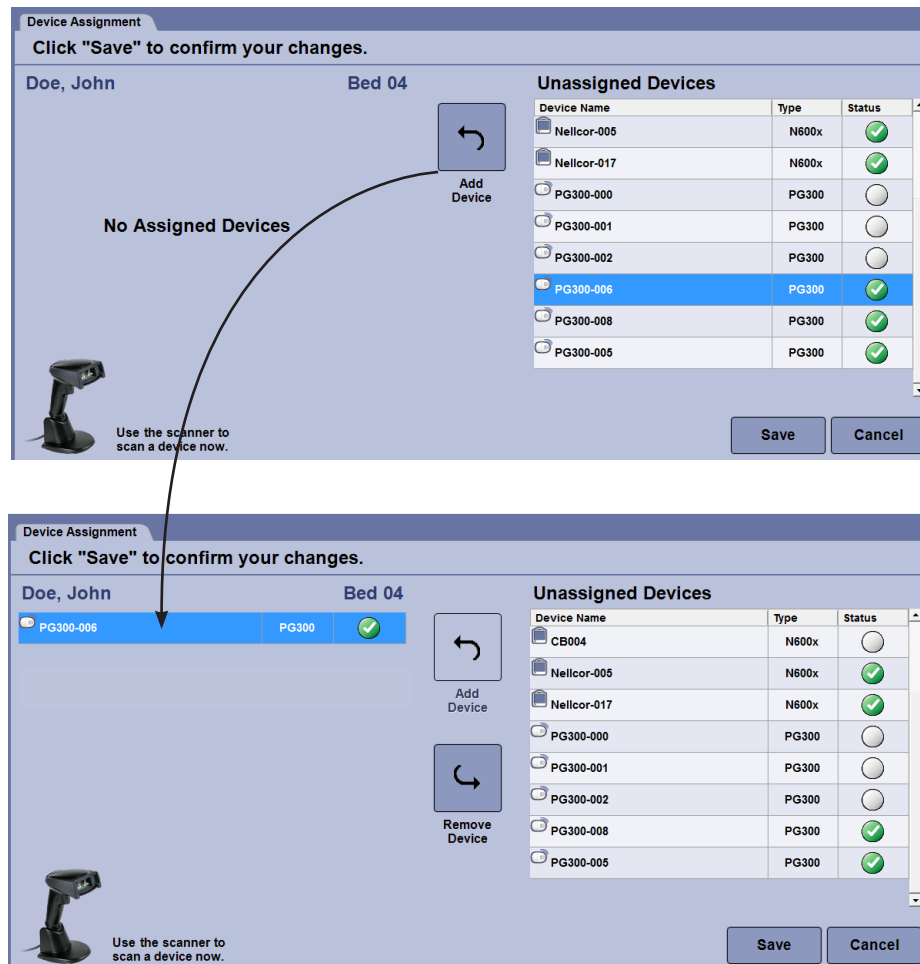 Device Assignment
Click "Save" to confirm your changes.
Doe, John Bed 04 Unassigned Devices
Device Name Type Status
Nellcor-005 N600x
Nellcor-017 N600x
PG300-000 PG300
PG300-001 PG300
PG300-002 PG300
PG300-006 PG300
PG300-008 PG300
PG300-005 PG300
Add
Device
No Assigned Devices
Use the scanner to
scan a device now.
Save Cancel
Device Assignment
Click "Save" to confirm your changes.
Doe, John Bed 04 Unassigned Devices
PG300-006 PG300
Add
Device
Remove
Device
Device Name Type Status
CB004 N600x
Nellcor-005 N600x
Nellcor-017 N600x
PG300-000 PG300
PG300-001 PG300
PG300-002 PG300
PG300-008 PG300
PG300-005 PG300
Use the scanner to
scan a device now.
Save Cancel